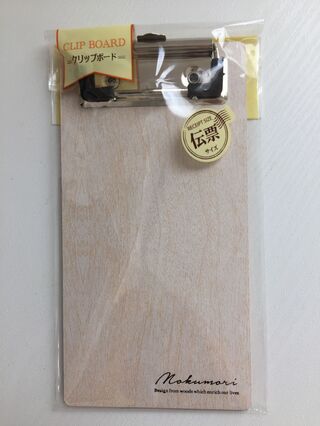 CLIP BOARD
クリップボード
RECEIPT SIZE
伝票
サイズ
Mokumori
Design from woods which enrich our lives